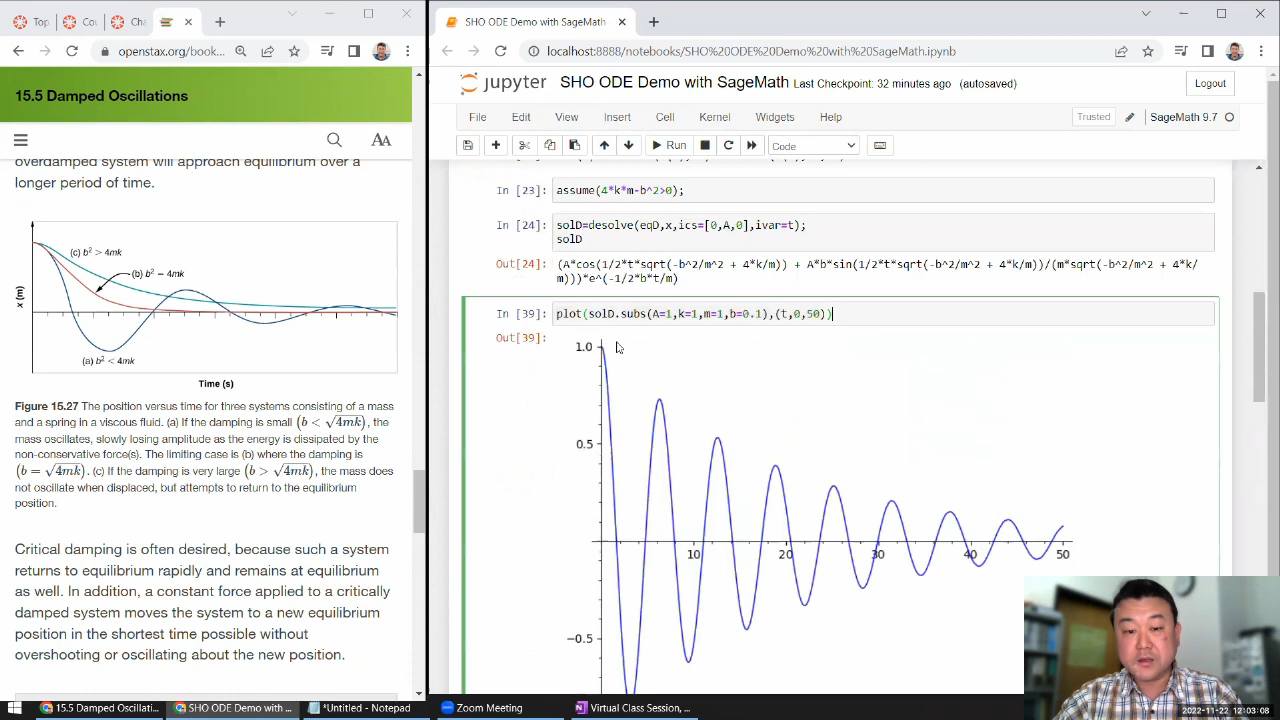 Top
Cou
Cha
SHO ODE Demo with SageMath
openstax.org/book...
localhost:8888/notebooks/SHO%20ODE%20Demo%20with%20SageMath.ipynb
15.5 Damped Oscillations
AA
overdamped system will approach equilibrium over a
longer period of time.
(c) b² > 4mk
(b) b² = 4mk
(a) b² < 4mk
x (m)
Time (s)
Figure 15.27 The position versus time for three systems consisting of a mass
and a spring in a viscous fluid. (a) If the damping is small (b < √4mk), the
mass oscillates, slowly losing amplitude as the energy is dissipated by the
non-conservative force(s). The limiting case is (b) where the damping is
(b = √4mk). (c) If the damping is very large (b > √4mk), the mass does
not oscillate when displaced, but attempts to return to the equilibrium
position.
Critical damping is often desired, because such a system
returns to equilibrium rapidly and remains at equilibrium
as well. In addition, a constant force applied to a critically
damped system moves the system to a new equilibrium
position in the shortest time possible without
overshooting or oscillating about the new position.
jupyter SHO ODE Demo with SageMath Last Checkpoint: 32 minutes ago (autosaved)
Logout
File Edit View Insert Cell Kernel Widgets Help
Trusted
SageMath 9.7
Run
Code
In [23]: assume(4*k*m-b^2>0);
In [24]: solD=desolve(eqD,x,ics=[0,A,0],ivar=t);
solD
Out[24]: (A*cos(1/2*t*sqrt(-b^2/m^2 + 4*k/m)) + A*b*sin(1/2*t*sqrt(-b^2/m^2 + 4*k/m))/(m*sqrt(-b^2/m^2 + 4*k/
m)))*e^(-1/2*b*t/m)
In [39]: plot(solD.subs(A=1,k=1,m=1,b=0.1),(t,0,50))
Out[39]:
1.0
0.5
10 20 30 40 50
−0.5
15.5 Damped Oscillati...
SHO ODE Demo with ...
*Untitled - Notepad
Zoom Meeting
Virtual Class Session, ...
2022-11-22 12:03:08